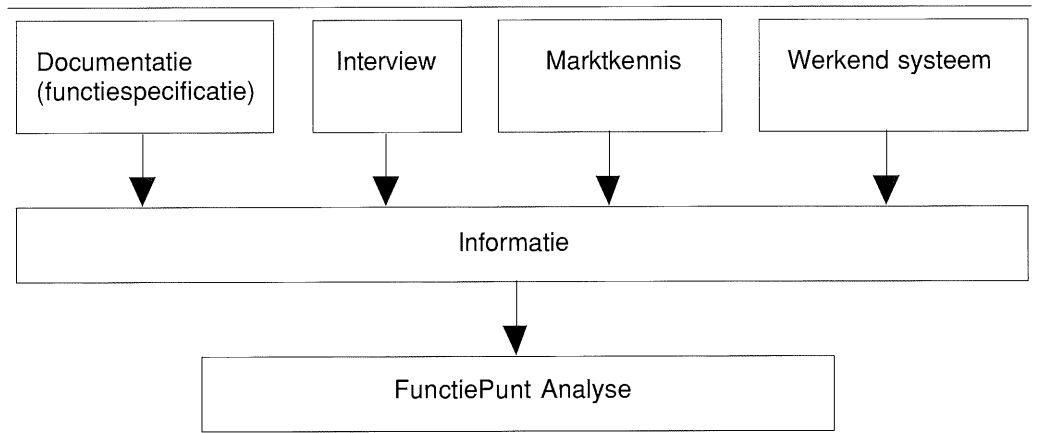 Documentatie
(functiespecificatie)
Interview
Marktkennis
Werkend systeem
Informatie
FunctiePunt Analyse